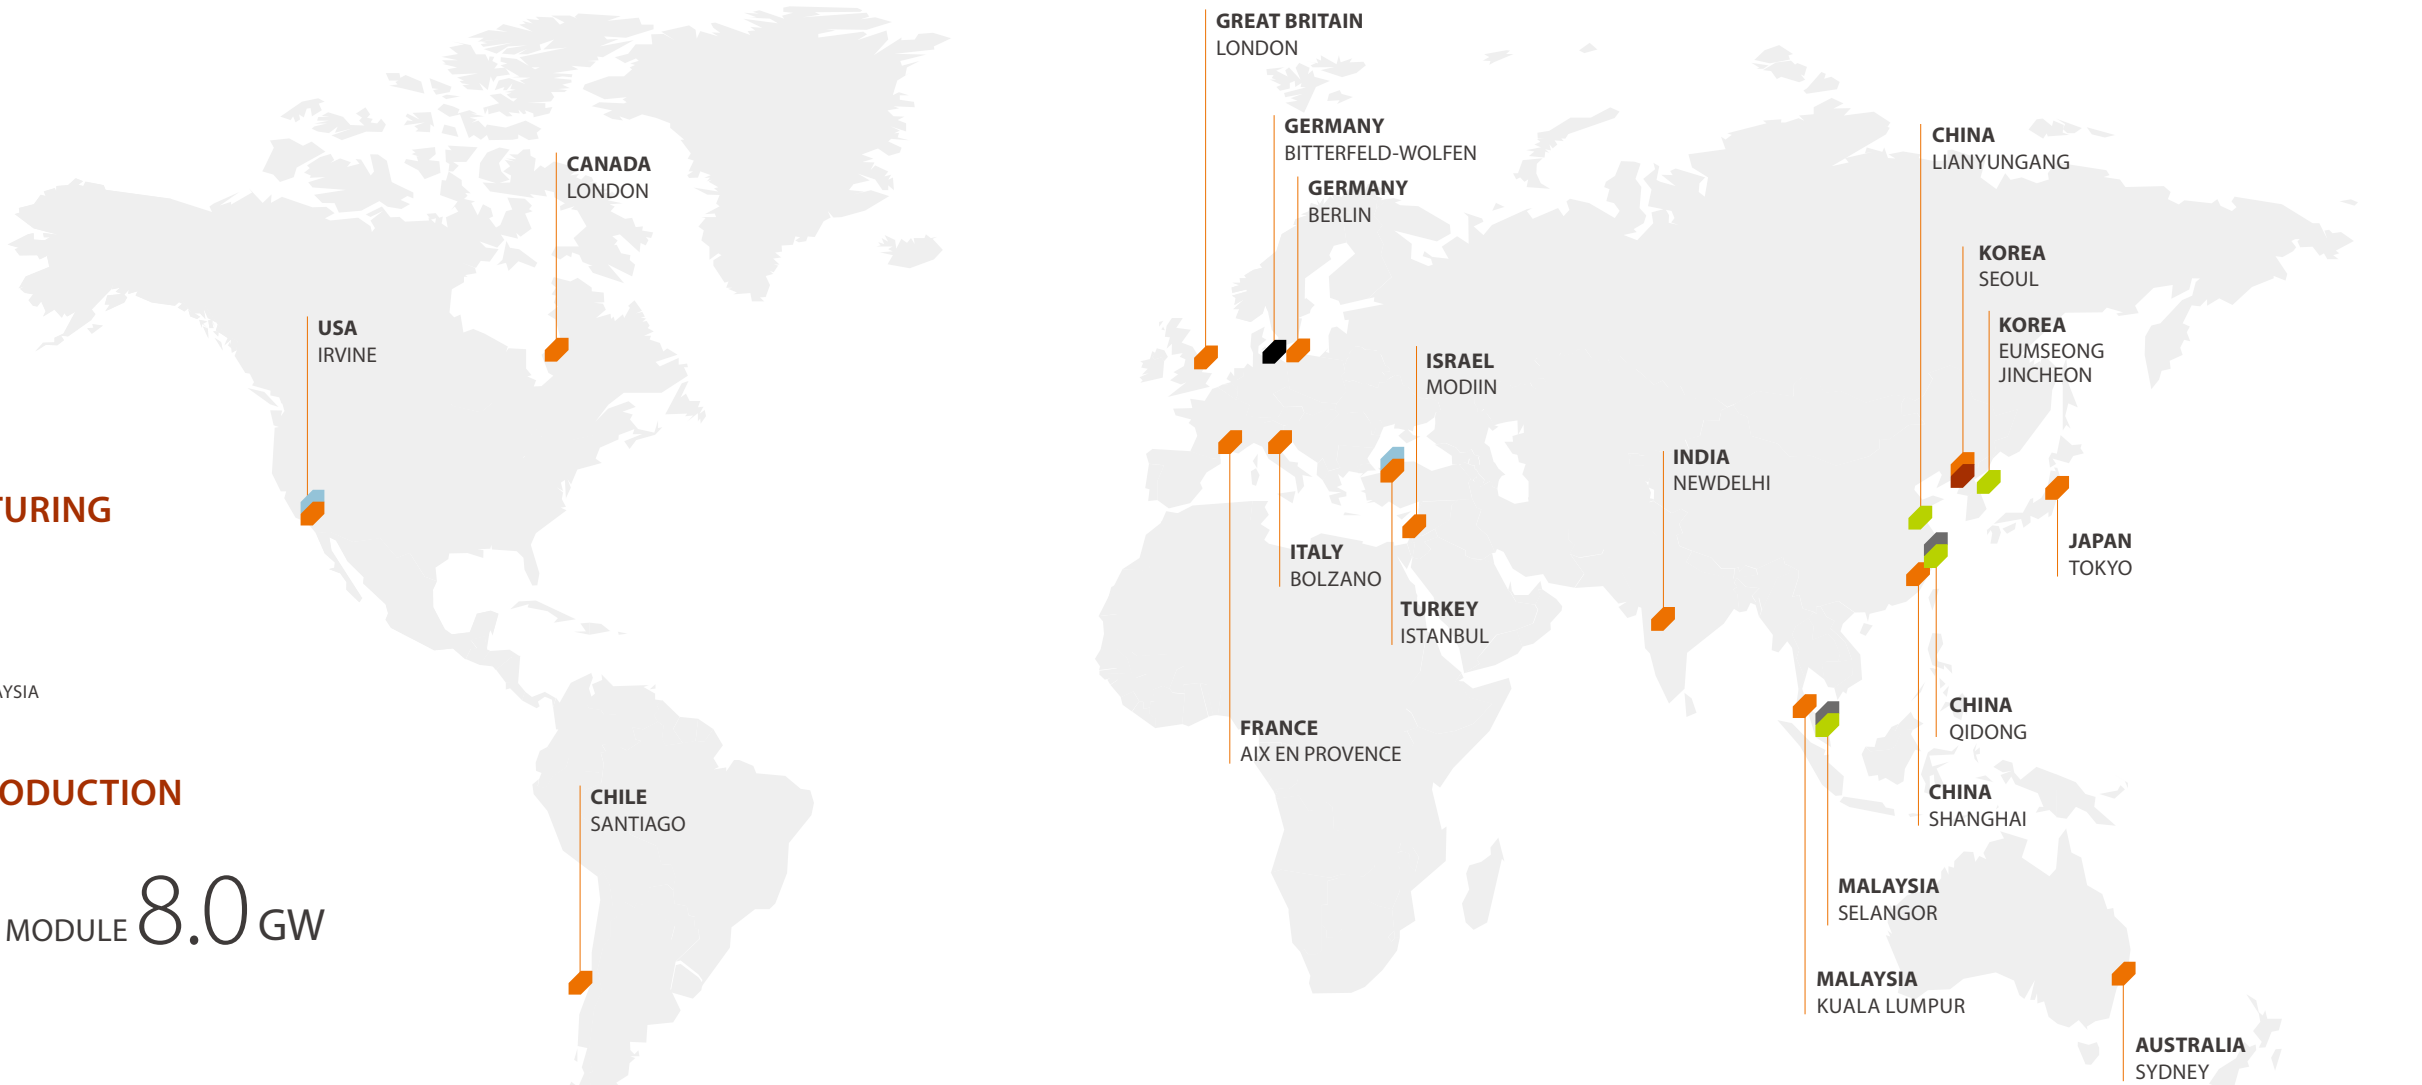 GREAT BRITAIN
LONDON
GERMANY
BITTERFELD-WOLFEN
GERMANY
BERLIN
CHINA
LIANYUNGANG
CANADA
LONDON
KOREA
SEOUL
KOREA
EUMSEONG
JINCHEON
USA
IRVINE
ISRAEL
MODIIN
INDIA
NEWDELHI
TURING
ITALY
BOLZANO
JAPAN
TOKYO
TURKEY
ISTANBUL
AYSIA
CHINA
QIDONG
FRANCE
AIX EN PROVENCE
ODUCTION
CHILE
SANTIAGO
CHINA
SHANGHAI
MODULE 8.0 GW
MALAYSIA
SELANGOR
MALAYSIA
KUALA LUMPUR
AUSTRALIA
SYDNEY